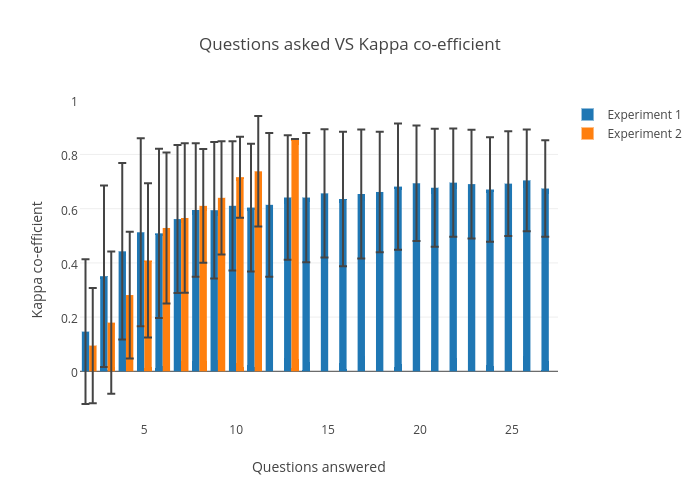 Questions asked VS Kappa co-efficient
Experiment 1
Experiment 2
1
0.8
0.6
0.4
0.2
0
Kappa co-efficient
5
10
15
20
25
Questions answered